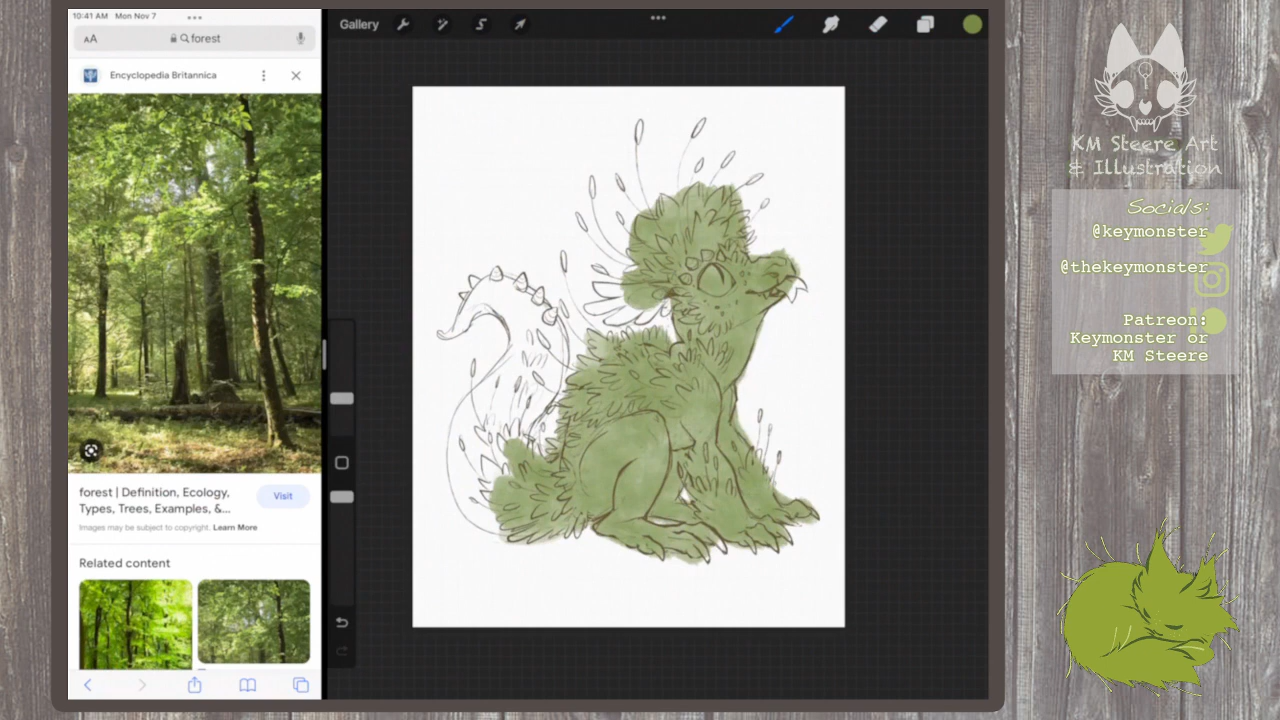 10:41 AM Mon Nov 7
AA
forest
Encyclopedia Britannica
forest | Definition, Ecology,
Types, Trees, Examples, &...
Visit
Images may be subject to copyright. Learn More
Related content
Gallery
KM Steere Art
& Illustration
Socials:
@keymonster
@thekeymonster
Patreon:
Keymonster or
KM Steere